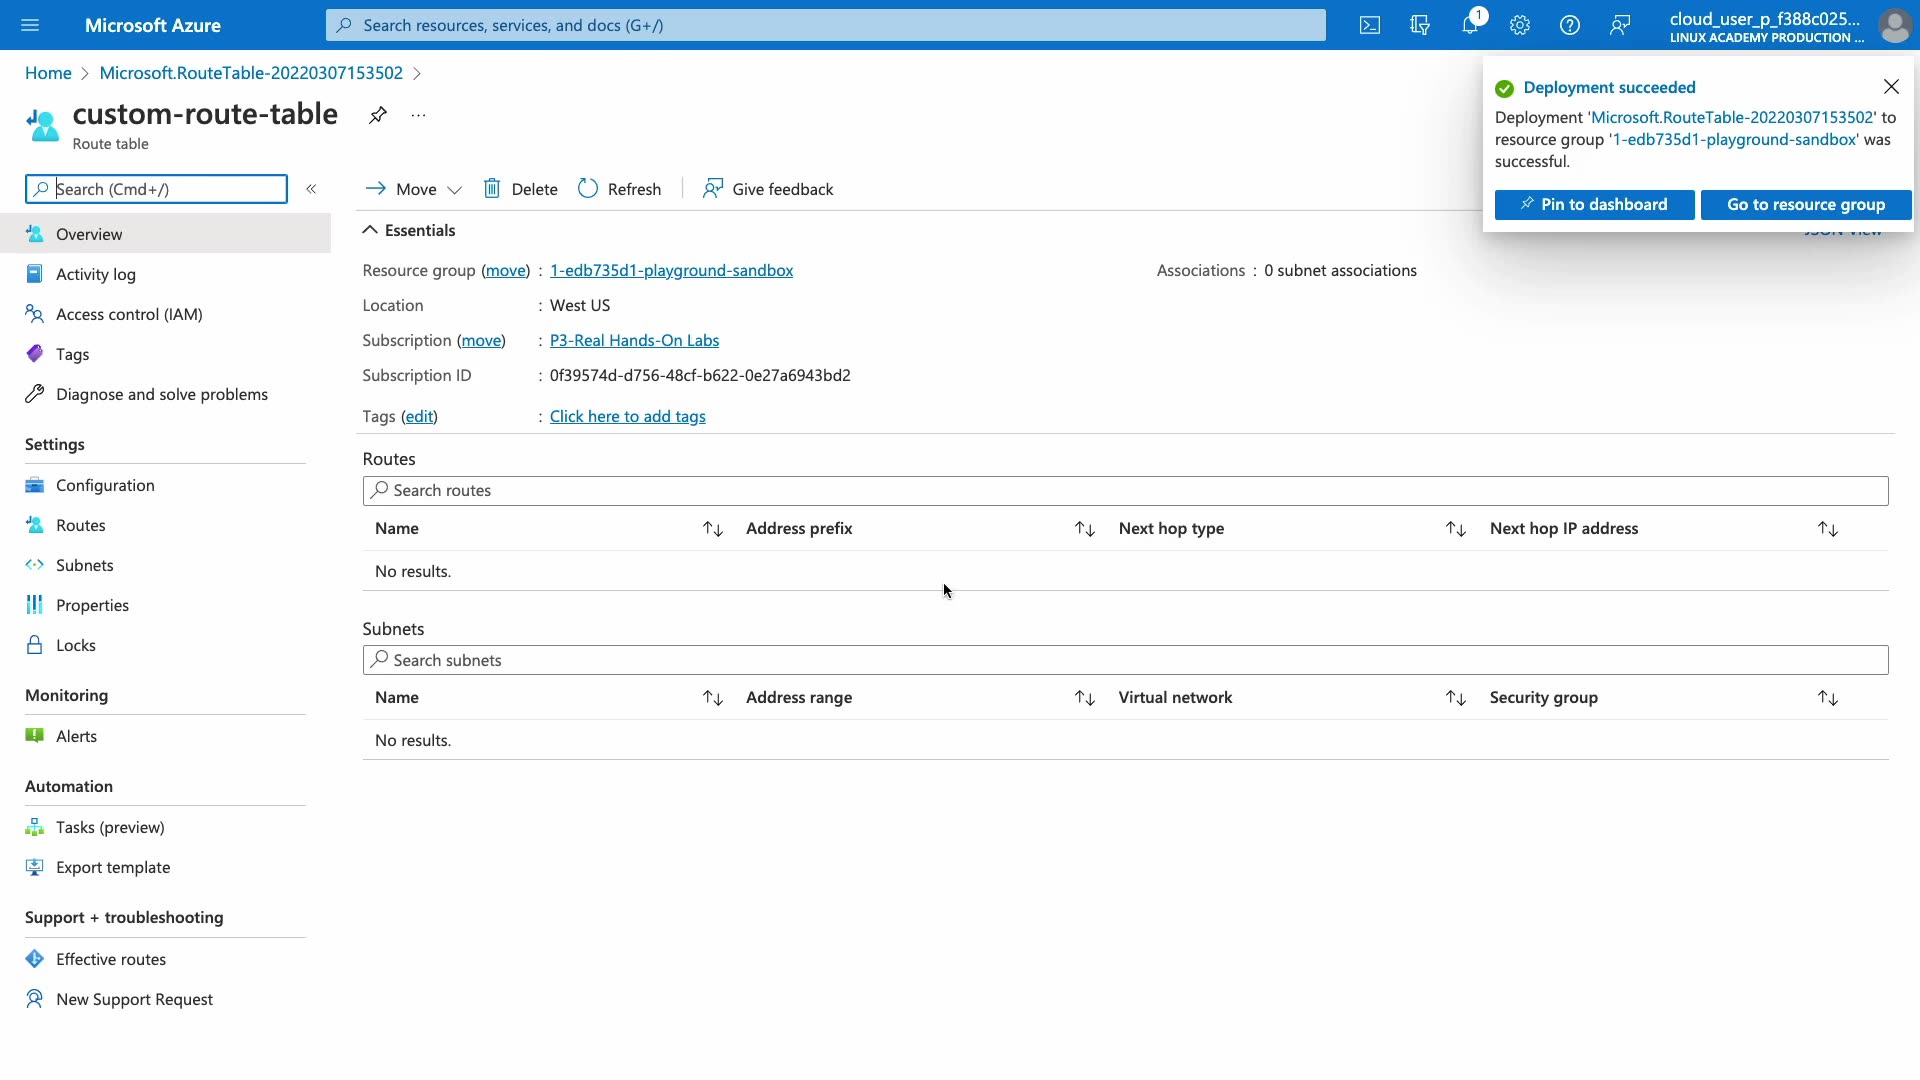 Microsoft Azure
Search resources, services, and docs (G+/)
1
cloud_user_p_f388c025...
LINUX ACADEMY PRODUCTION ...
Home > Microsoft.RouteTable-20220307153502 >
custom-route-table
...
Route table
Deployment succeeded
Deployment 'Microsoft.RouteTable-20220307153502' to
resource group '1-edb735d1-playground-sandbox' was
successful.
Pin to dashboard
Go to resource group
Search (Cmd+/)
«
Move
Delete
Refresh
Give feedback
Overview
Activity log
Access control (IAM)
Tags
Diagnose and solve problems
Settings
Configuration
Routes
Subnets
Properties
Locks
Monitoring
Alerts
Automation
Tasks (preview)
Export template
Support + troubleshooting
Effective routes
New Support Request
Essentials
JSON View
Resource group (move) : 1-edb735d1-playground-sandbox
Associations : 0 subnet associations
Location : West US
Subscription (move) : P3-Real Hands-On Labs
Subscription ID : 0f39574d-d756-48cf-b622-0e27a6943bd2
Tags (edit) : Click here to add tags
Routes
Search routes
Name Address prefix Next hop type Next hop IP address
No results.
Subnets
Search subnets
Name Address range Virtual network Security group
No results.